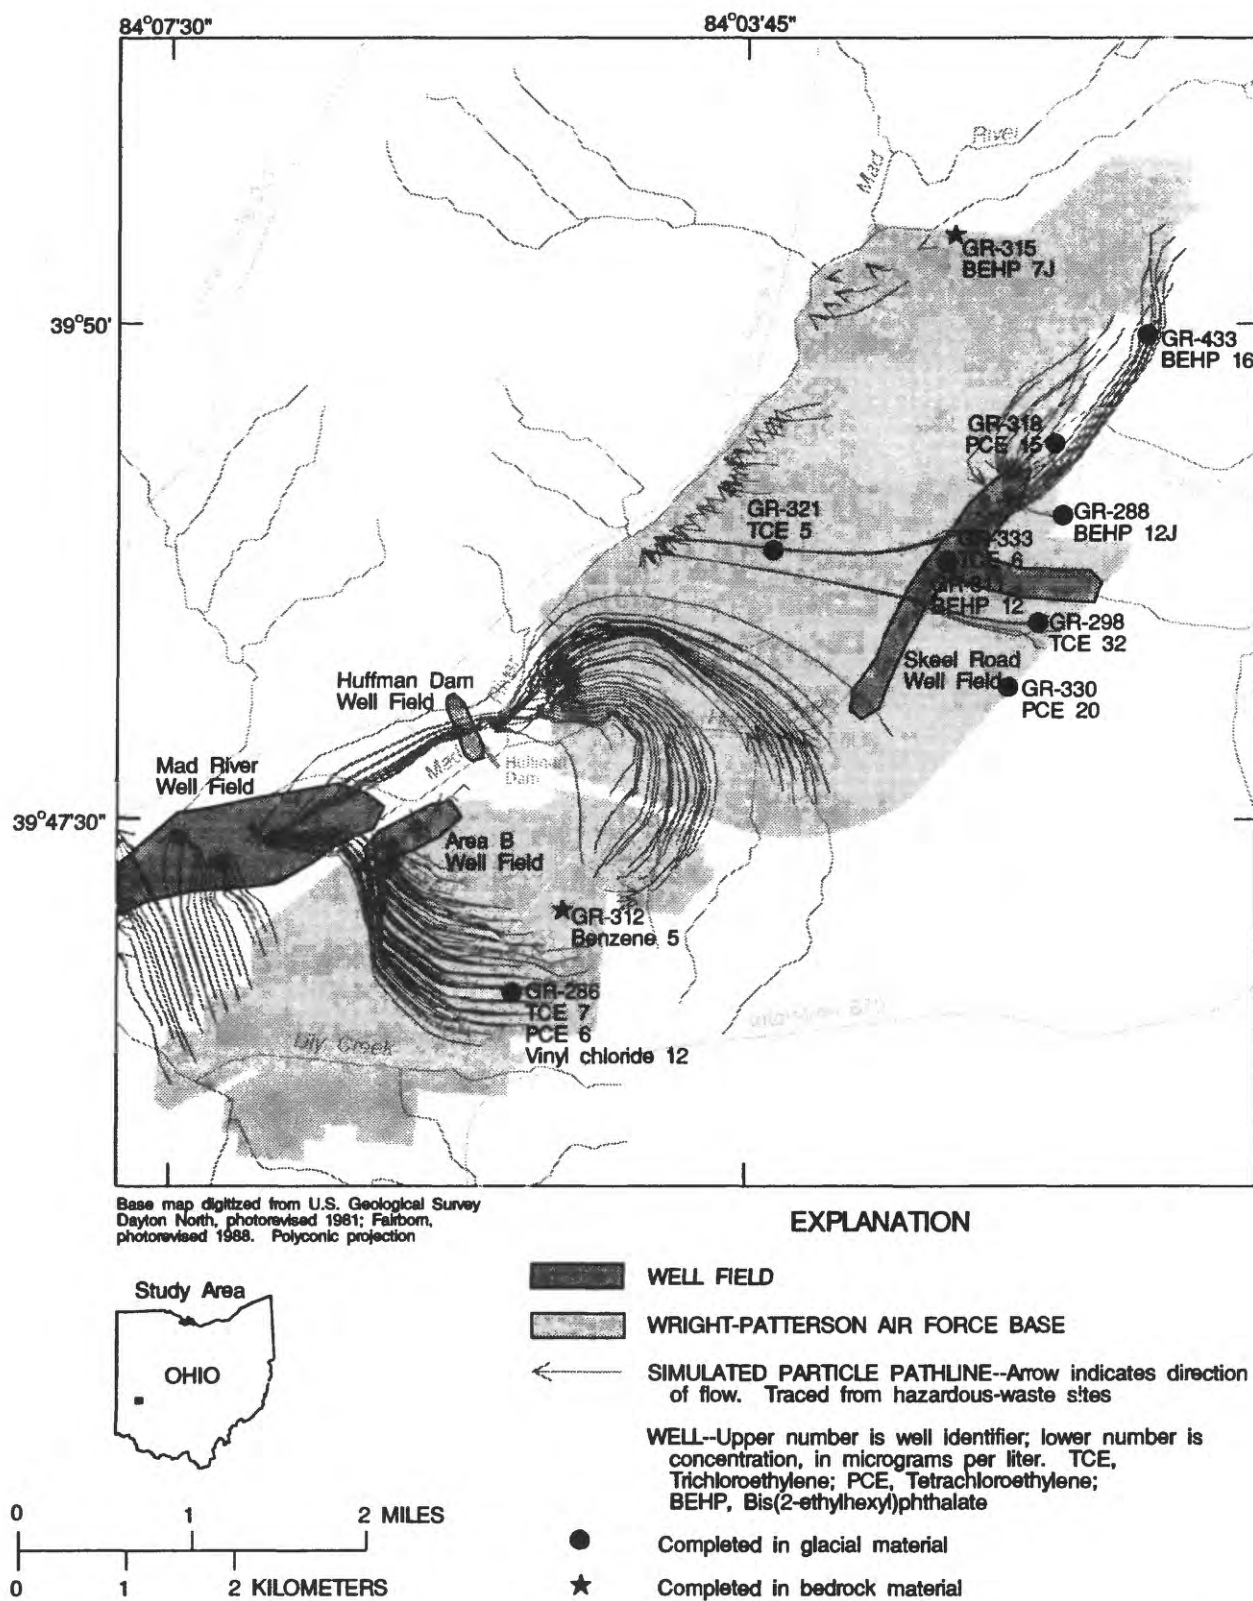 84°07'30"
84°03'45"
River
Mad
GR-315
BEHP 7J
39°50'
GR-433
BEHP 16
GR-318
PCE 15
GR-321
TCE 5
GR-288
BEHP 12J
GR-333
TCE 6
GR-311
BEHP 12
GR-298
TCE 32
Skeel Road
Well Field
GR-330
PCE 20
Huffman Dam
Well Field
River
Mad
Huffman
Dam
Mad River
Well Field
39°47'30"
Area B
Well Field
GR-312
Benzene 5
GR-286
TCE 7
PCE 6
Vinyl chloride 12
Lily Creek
Base map digitized from U.S. Geological Survey
Dayton North, photorevised 1981; Fairborn,
photorevised 1988. Polyconic projection
EXPLANATION
WELL FIELD
WRIGHT-PATTERSON AIR FORCE BASE
SIMULATED PARTICLE PATHLINE--Arrow indicates direction
of flow. Traced from hazardous-waste sites
WELL--Upper number is well identifier; lower number is
concentration, in micrograms per liter. TCE,
Trichloroethylene; PCE, Tetrachloroethylene;
BEHP, Bis(2-ethylhexyl)phthalate
Completed in glacial material
Completed in bedrock material
Study Area
OHIO
0 1 2 MILES
0 1 2 KILOMETERS